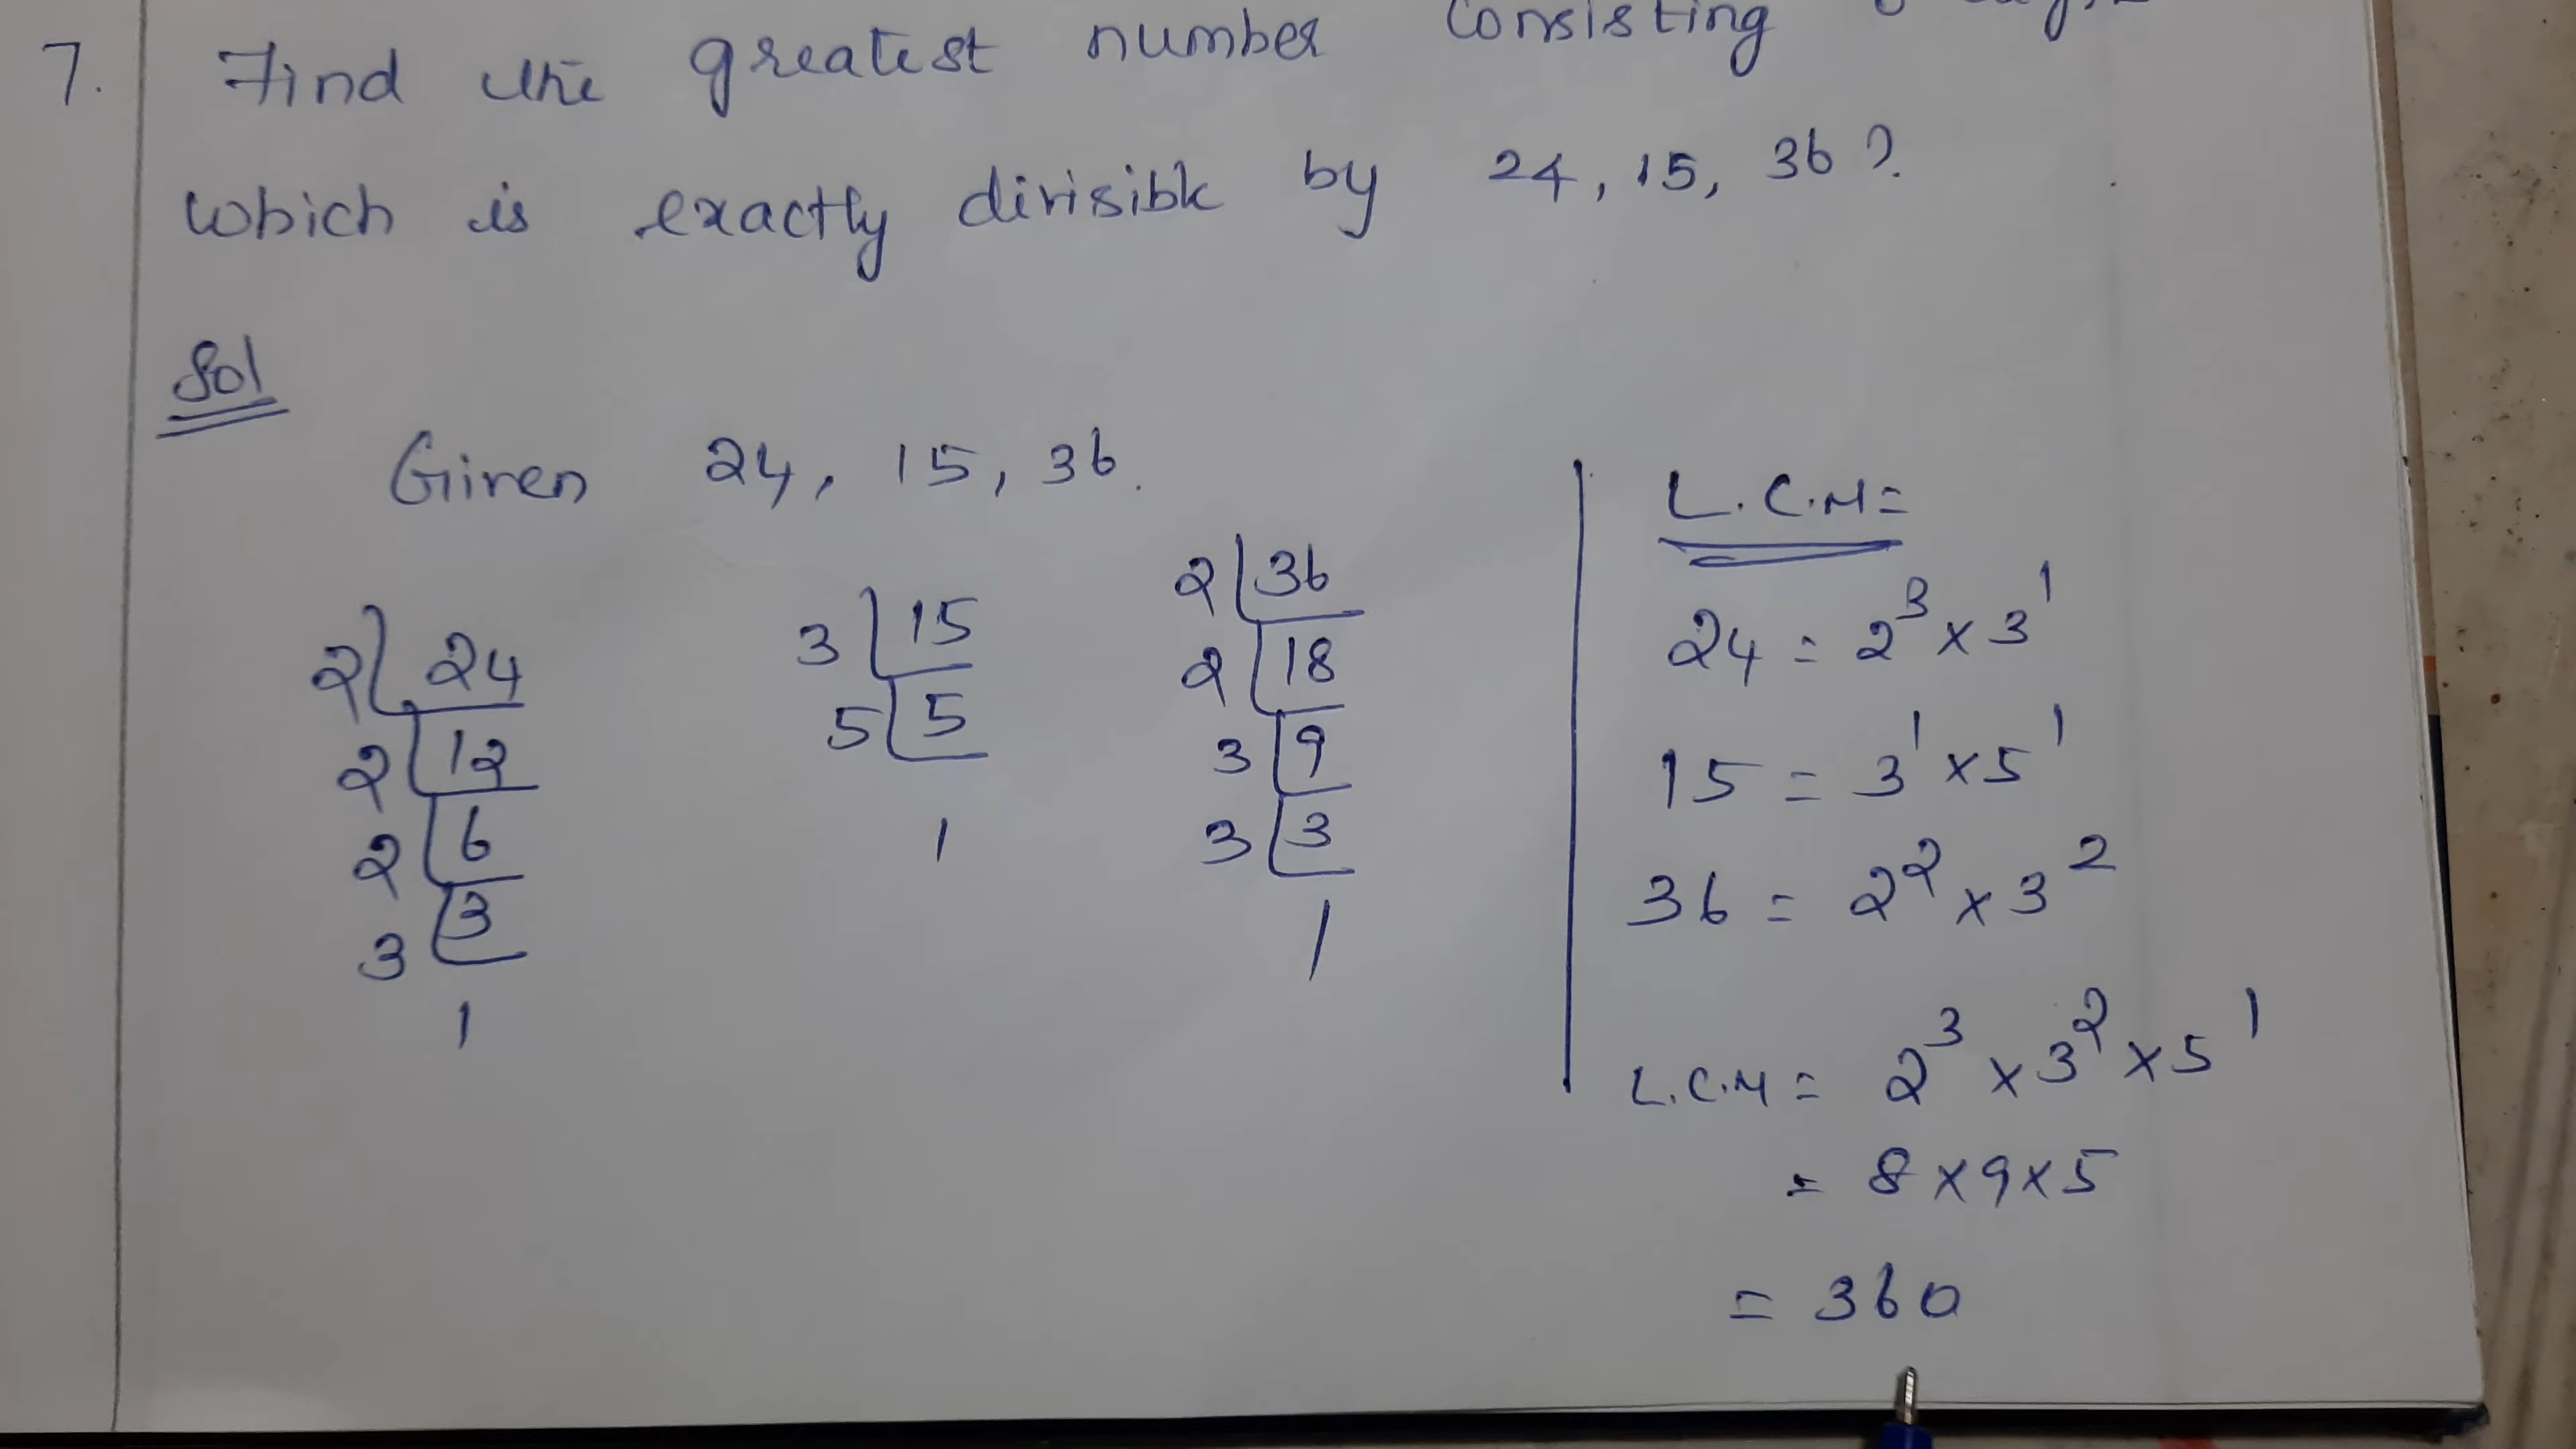 7. Find the greatest number consisting
which is exactly divisible by 24, 15, 36?
Sol
Given 24, 15, 36.
2 24
2 12
2 6
3 3
1
3 15
5 5
1
2 36
2 18
3 9
3 3
1
L.C.M=
24 = 2³ × 3¹
15 = 3¹ × 5¹
36 = 2² × 3²
L.C.M = 2³ × 3² × 5¹
= 8 × 9 × 5
= 360